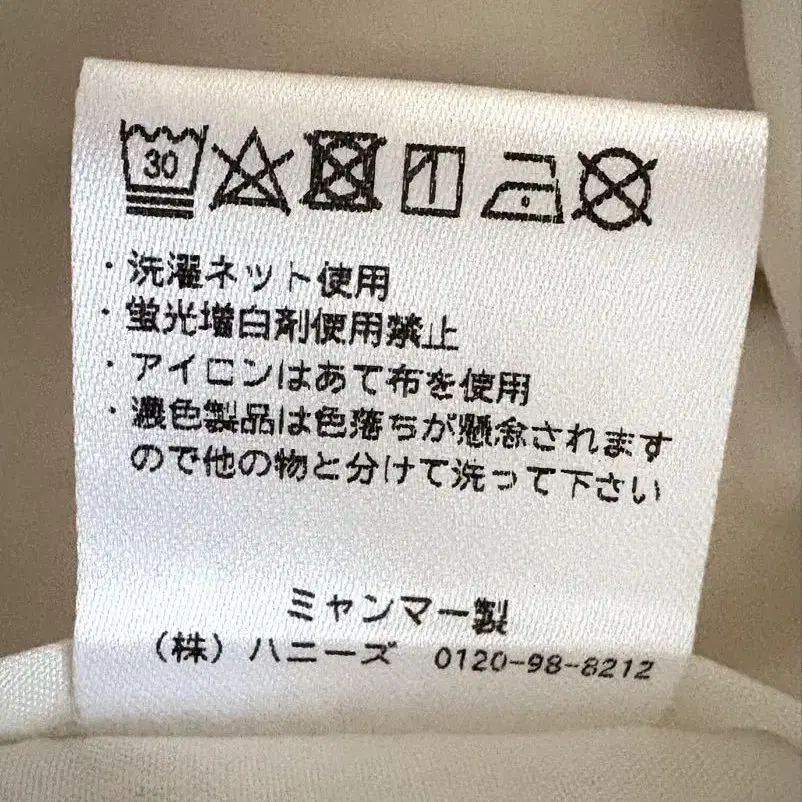 30
・洗濯ネット使用
・蛍光増白剤使用禁止
・アイロンはあて布を使用
・濃色製品は色落ちが懸念されます
ので他の物と分けて洗って下さい
ミャンマー製
(株)ハニーズ 0120-98-8212